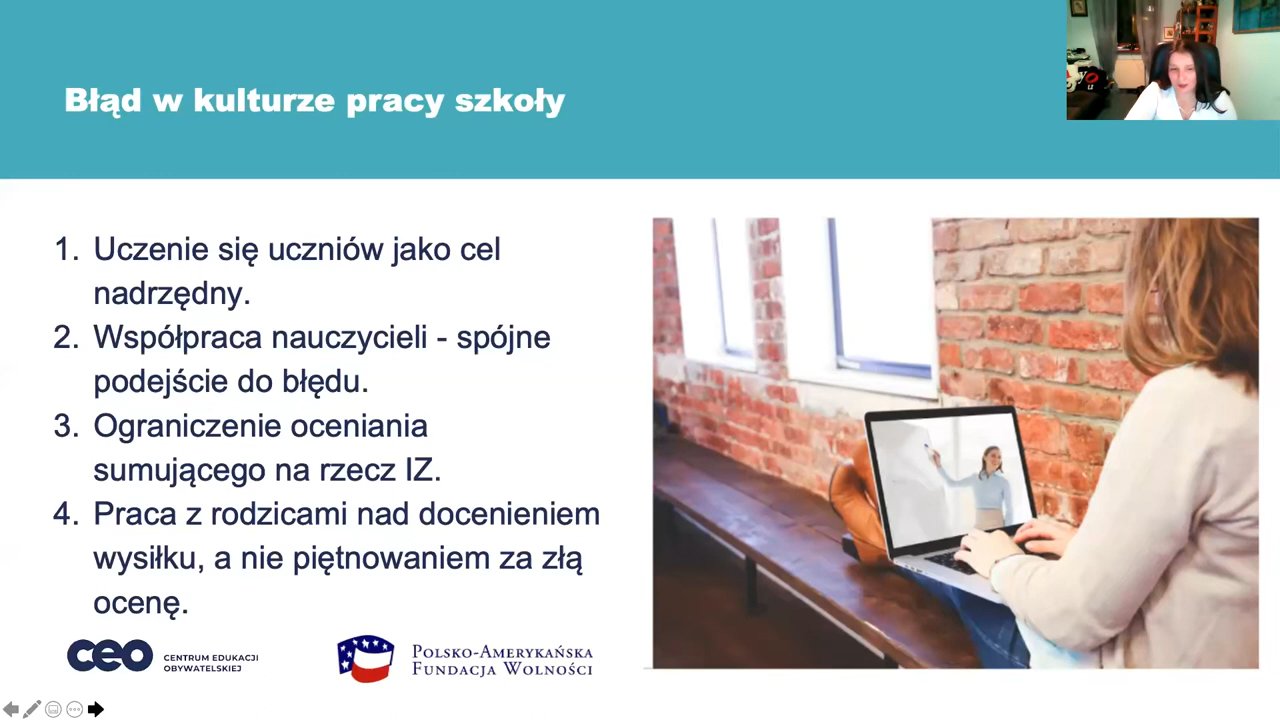 Błąd w kulturze pracy szkoły
1. Uczenie się uczniów jako cel
nadrzędny.
2. Współpraca nauczycieli - spójne
podejście do błędu.
3. Ograniczenie oceniania
sumującego na rzecz IZ.
4. Praca z rodzicami nad docenieniem
wysiłku, a nie piętnowaniem za złą
ocenę.
ceo CENTRUM EDUKACJI
OBYWATELSKIEJ
POLSKO-AMERYKAŃSKA
FUNDACJA WOLNOŚCI